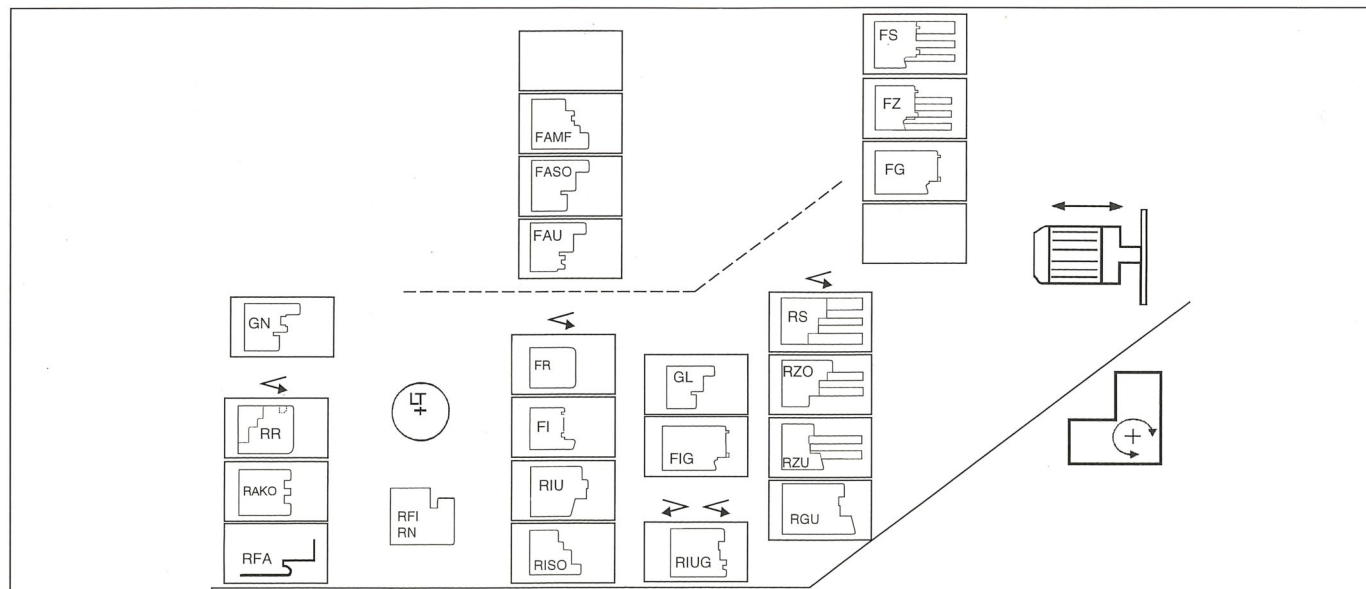 FS
FZ
FG
FAMF
FASO
FAU
GN
RR
RAKO
RFA
LT
RFI
RN
FR
FI
RIU
RISO
GL
FIG
RIUG
RS
RZO
RZU
RGU